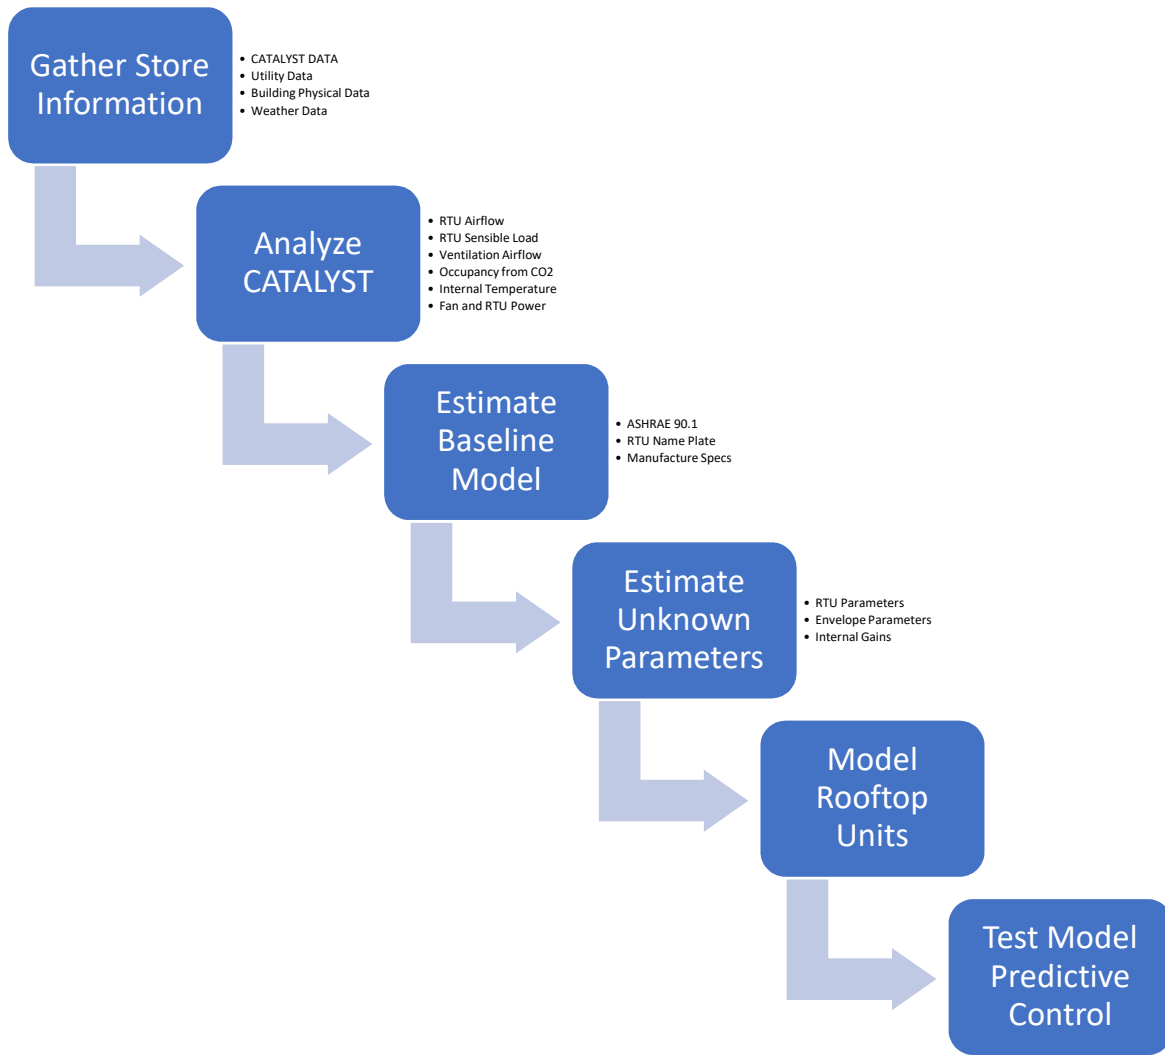 Gather Store
Information
• CATALYST DATA
• Utility Data
• Building Physical Data
• Weather Data
Analyze
CATALYST
• RTU Airflow
• RTU Sensible Load
• Ventilation Airflow
• Occupancy from CO2
• Internal Temperature
• Fan and RTU Power
Estimate
Baseline
Model
• ASHRAE 90.1
• RTU Name Plate
• Manufacture Specs
Estimate
Unknown
Parameters
• RTU Parameters
• Envelope Parameters
• Internal Gains
Model
Rooftop
Units
Test Model
Predictive
Control